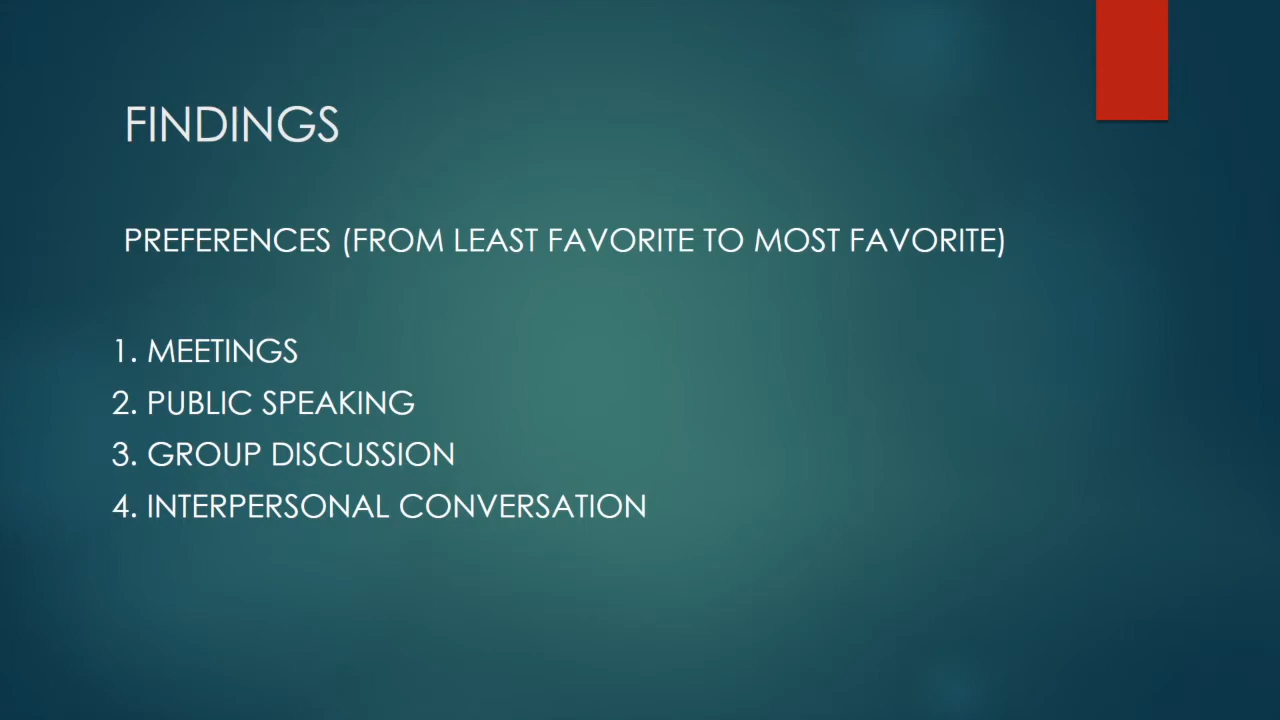 FINDINGS
PREFERENCES (FROM LEAST FAVORITE TO MOST FAVORITE)
1. MEETINGS
2. PUBLIC SPEAKING
3. GROUP DISCUSSION
4. INTERPERSONAL CONVERSATION